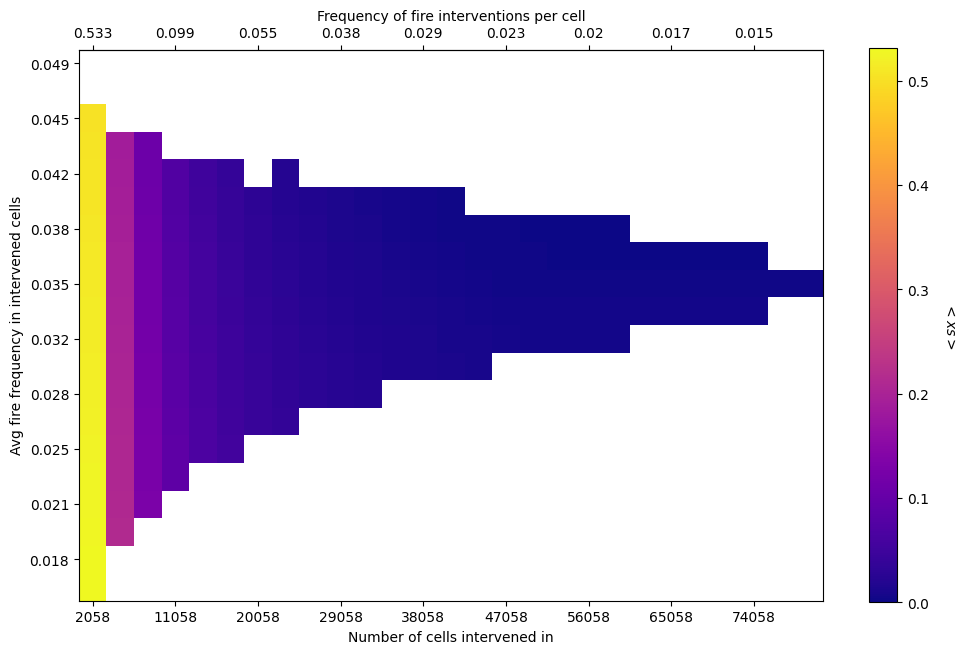 Frequency of fire interventions per cell
0.533 0.099 0.055 0.038 0.029 0.023 0.02 0.017 0.015
0.049
0.045
0.042
0.038
0.035
0.032
0.028
0.025
0.021
0.018
Avg fire frequency in intervened cells
2058 11058 20058 29058 38058 47058 56058 65058 74058
Number of cells intervened in
0.5
0.4
0.3
0.2
0.1
0.0
< sx >